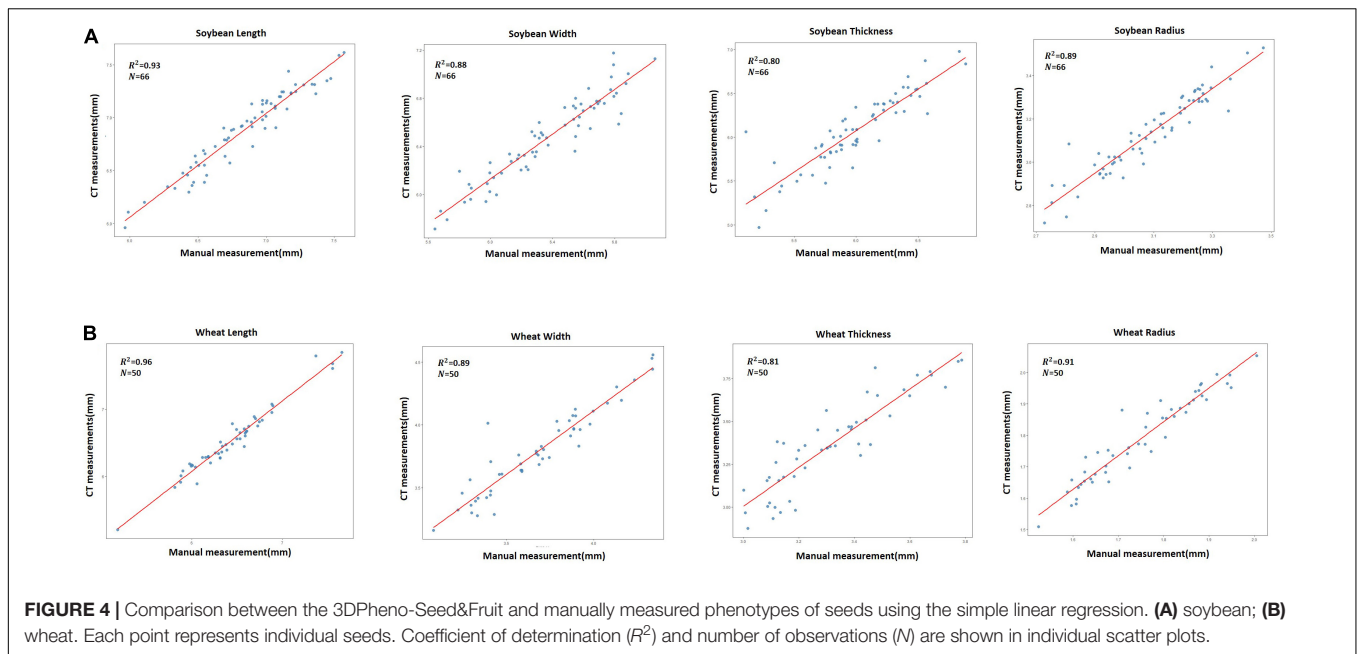 A
Soybean Length
R²=0.93
N=66
CT measurements(mm)
Manual measurement(mm)
Soybean Width
R²=0.88
N=66
CT measurements(mm)
Manual measurement(mm)
Soybean Thickness
R²=0.80
N=66
CT measurements(mm)
Manual measurement(mm)
Soybean Radius
R²=0.89
N=66
CT measurements(mm)
Manual measurement(mm)
B
Wheat Length
R²=0.96
N=50
CT measurements(mm)
Manual measurement(mm)
Wheat Width
R²=0.89
N=50
CT measurements(mm)
Manual measurement(mm)
Wheat Thickness
R²=0.81
N=50
CT measurements(mm)
Manual measurement(mm)
Wheat Radius
R²=0.91
N=50
CT measurements(mm)
Manual measurement(mm)
FIGURE 4 | Comparison between the 3DPheno-Seed&Fruit and manually measured phenotypes of seeds using the simple linear regression. (A) soybean; (B)
wheat. Each point represents individual seeds. Coefficient of determination (R²) and number of observations (N) are shown in individual scatter plots.